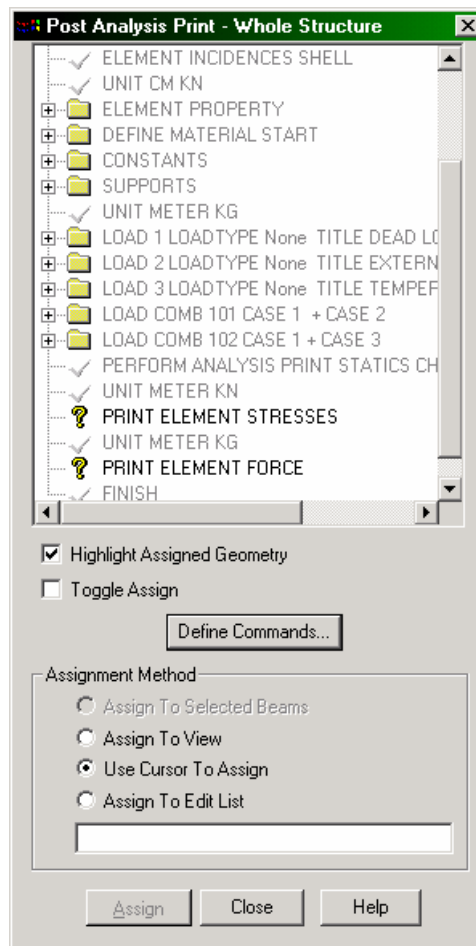 Post Analysis Print - Whole Structure
ELEMENT INCIDENCES SHELL
UNIT CM KN
ELEMENT PROPERTY
DEFINE MATERIAL START
CONSTANTS
SUPPORTS
UNIT METER KG
LOAD 1 LOADTYPE None TITLE DEAD LO
LOAD 2 LOADTYPE None TITLE EXTERN
LOAD 3 LOADTYPE None TITLE TEMPER
LOAD COMB 101 CASE 1 + CASE 2
LOAD COMB 102 CASE 1 + CASE 3
PERFORM ANALYSIS PRINT STATICS CH
UNIT METER KN
PRINT ELEMENT STRESSES
UNIT METER KG
PRINT ELEMENT FORCE
FINISH
Highlight Assigned Geometry
Toggle Assign
Define Commands...
Assignment Method
Assign To Selected Beams
Assign To View
Use Cursor To Assign
Assign To Edit List
Assign Close Help